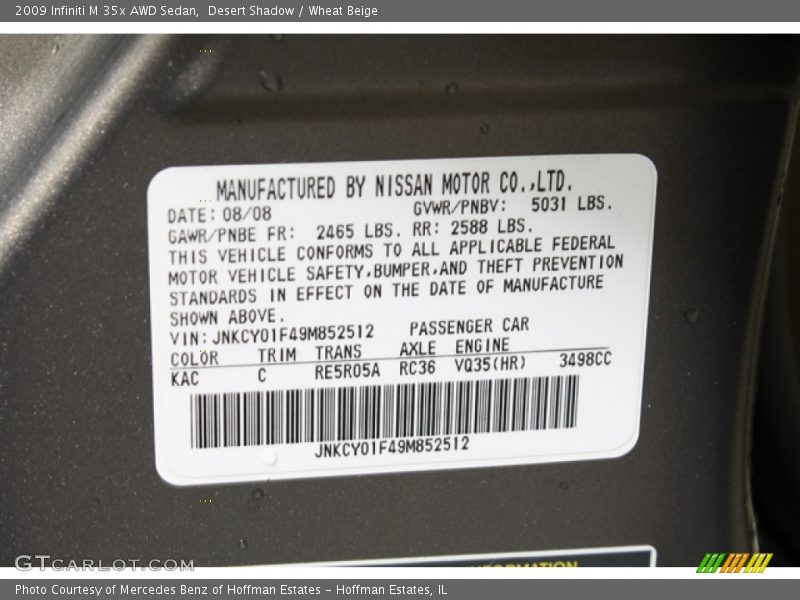 2009 Infiniti M 35x AWD Sedan,  Desert Shadow / Wheat Beige
MANUFACTURED BY NISSAN MOTOR CO.,LTD.
DATE: 08/08 GVWR/PNBV: 5031 LBS.
GAWR/PNBE FR: 2465 LBS. RR: 2588 LBS.
THIS VEHICLE CONFORMS TO ALL APPLICABLE FEDERAL
MOTOR VEHICLE SAFETY,BUMPER,AND THEFT PREVENTION
STANDARDS IN EFFECT ON THE DATE OF MANUFACTURE
SHOWN ABOVE.
VIN: JNKCY01F49M852512 PASSENGER CAR
COLOR TRIM TRANS AXLE ENGINE
KAC C RE5R05A RC36 VQ35(HR) 3498CC
JNKCY01F49M852512
INFORMATION
GTCARLOT.COM
Photo Courtesy of Mercedes Benz of Hoffman Estates - Hoffman Estates, IL